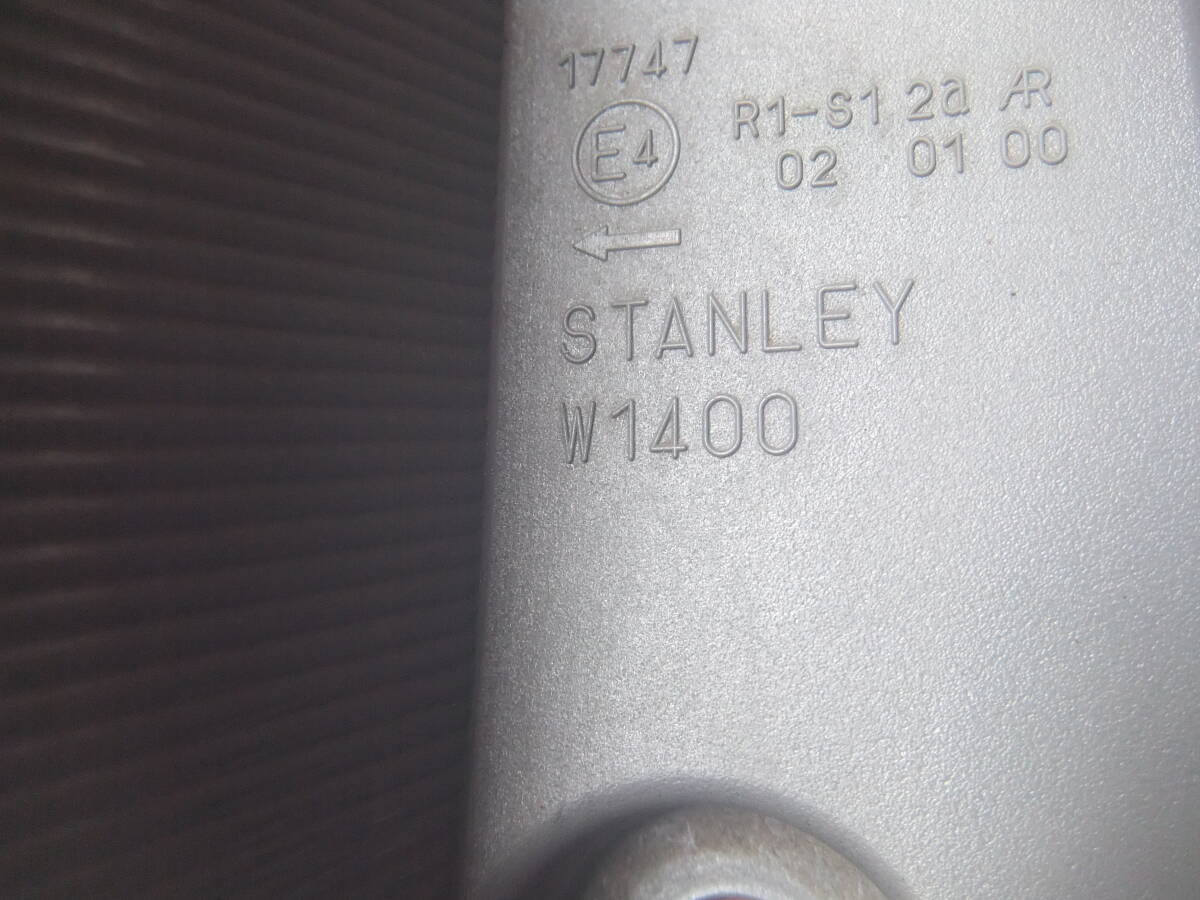 17747
E4 R1-S1 2a AR
02 01 00
←
STANLEY
W1400